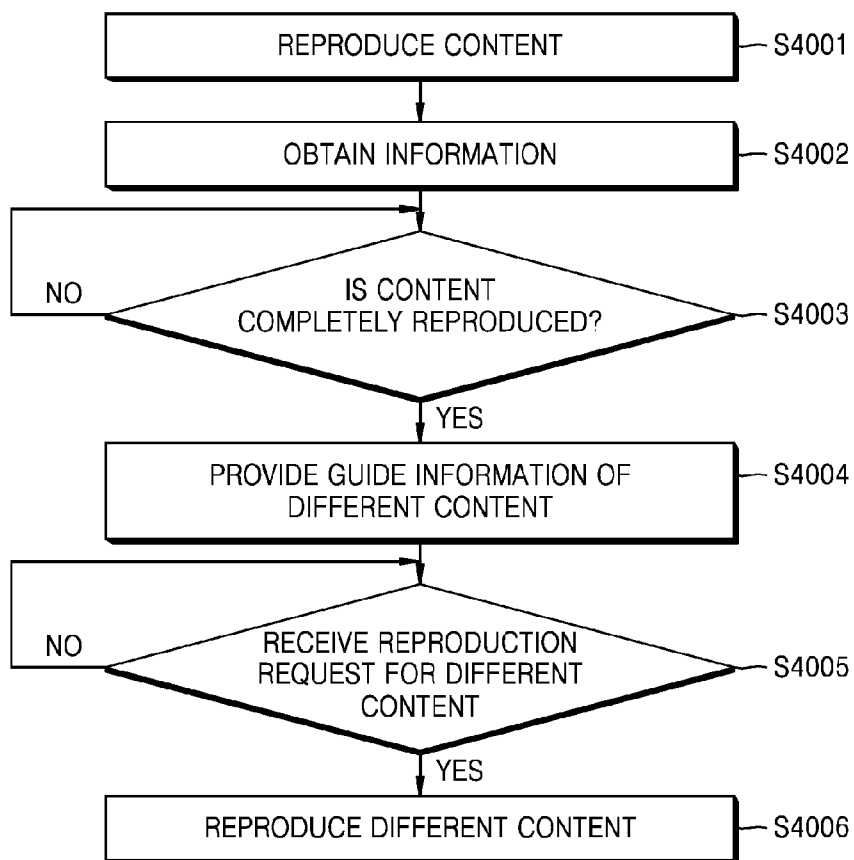 REPRODUCE CONTENT
S4001
OBTAIN INFORMATION
S4002
IS CONTENT
COMPLETELY REPRODUCED?
S4003
NO
YES
PROVIDE GUIDE INFORMATION OF
DIFFERENT CONTENT
S4004
RECEIVE REPRODUCTION
REQUEST FOR DIFFERENT
CONTENT
S4005
NO
YES
REPRODUCE DIFFERENT CONTENT
S4006